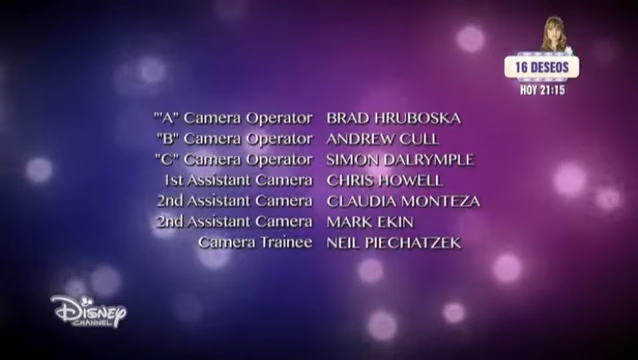 16 DESEOS
HOY 21:15
"A" Camera Operator BRAD HRUBOSKA
"B" Camera Operator ANDREW CULL
"C" Camera Operator SIMON DALRYMPLE
1st Assistant Camera CHRIS HOWELL
2nd Assistant Camera CLAUDIA MONTEZA
2nd Assistant Camera MARK EKIN
Camera Trainee NEIL PIECHATZEK
Disney
CHANNEL